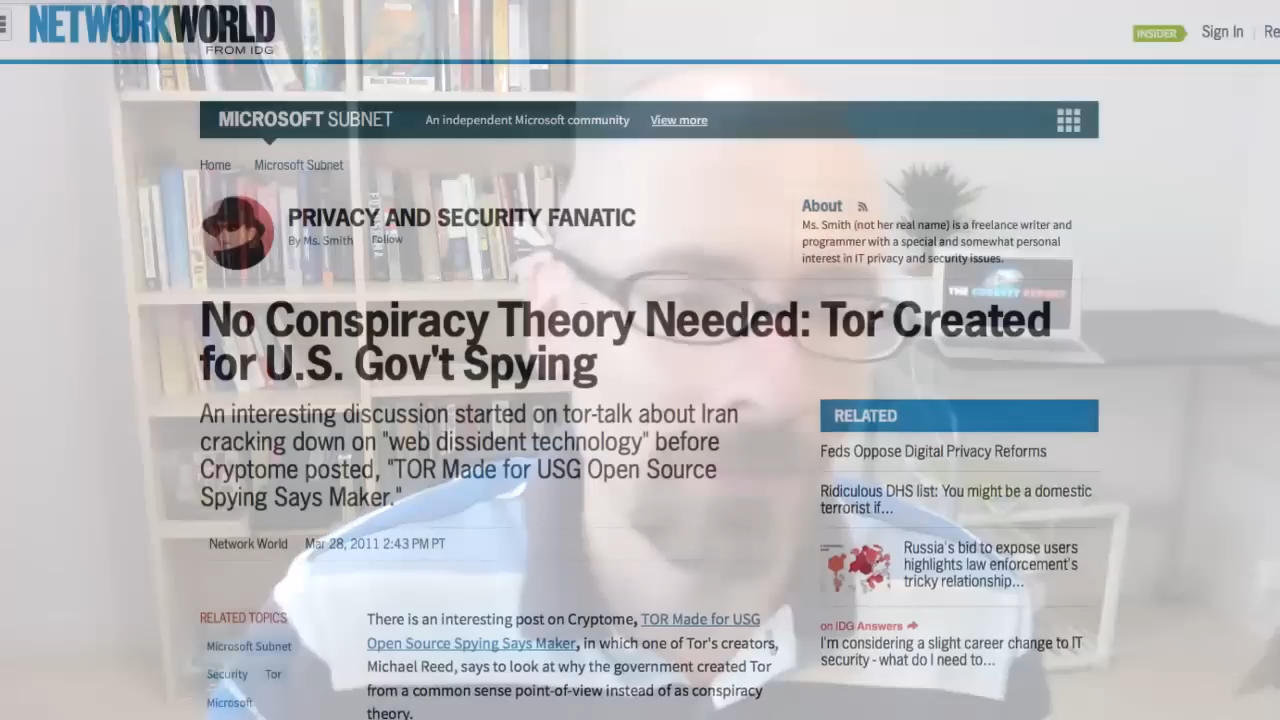 NETWORKWORLD
FROM IDG
INSIDER
Sign In
Re
MICROSOFT SUBNET
An independent Microsoft community
View more
Home
Microsoft Subnet
PRIVACY AND SECURITY FANATIC
By Ms. Smith
Follow
About
Ms. Smith (not her real name) is a freelance writer and
programmer with a special and somewhat personal
interest in IT privacy and security issues.
THE CORBETT REPORT
No Conspiracy Theory Needed: Tor Created
for U.S. Gov't Spying
An interesting discussion started on tor-talk about Iran
cracking down on "web dissident technology" before
Cryptome posted, "TOR Made for USG Open Source
Spying Says Maker."
Network World
Mar 28, 2011 2:43 PM PT
RELATED
Feds Oppose Digital Privacy Reforms
Ridiculous DHS list: You might be a domestic
terrorist if...
Russia's bid to expose users
highlights law enforcement's
tricky relationship...
on IDG Answers
I'm considering a slight career change to IT
security - what do I need to...
RELATED TOPICS
Microsoft Subnet
Security
Tor
Microsoft
There is an interesting post on Cryptome, TOR Made for USG
Open Source Spying Says Maker, in which one of Tor's creators,
Michael Reed, says to look at why the government created Tor
from a common sense point-of-view instead of as conspiracy
theory.